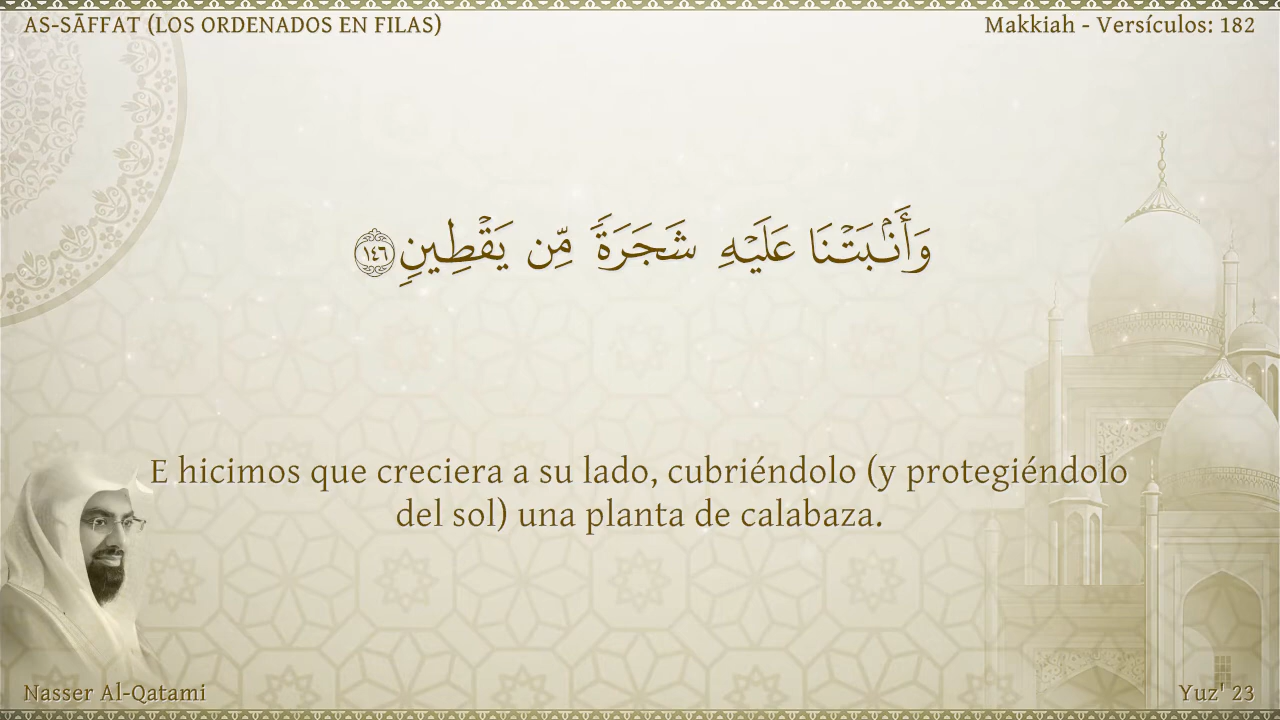 AS-SĀFFAT (LOS ORDENADOS EN FILAS)
Makkiah - Versículos: 182
وَأَنۢبَتْنَا عَلَيْهِ شَجَرَةً مِّن يَقْطِينٍ ١٤٦
E hicimos que creciera a su lado, cubriéndolo (y protegiéndolo
del sol) una planta de calabaza.
Nasser Al-Qatami
Yuz' 23